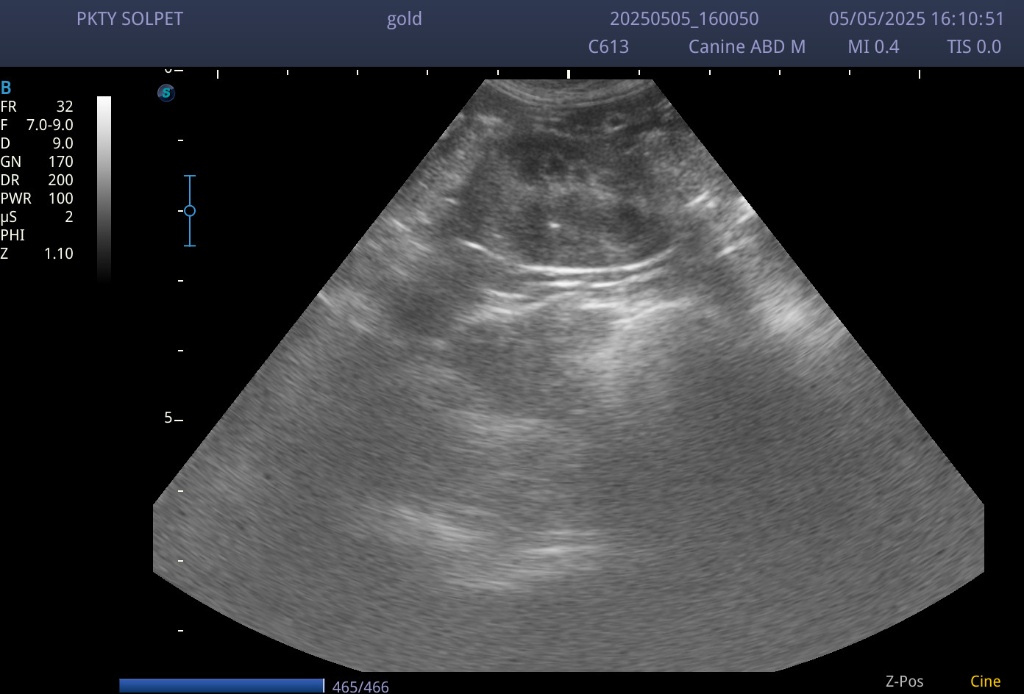 PKTY SOLPET gold 20250505_160050 05/05/2025 16:10:51
C613 Canine ABD M MI 0.4 TIS 0.0
B
FR 32
F 7.0-9.0
D 9.0
GN 170
DR 200
PWR 100
µS 2
PHI
Z 1.10
0
S
5
465/466
Z-Pos Cine